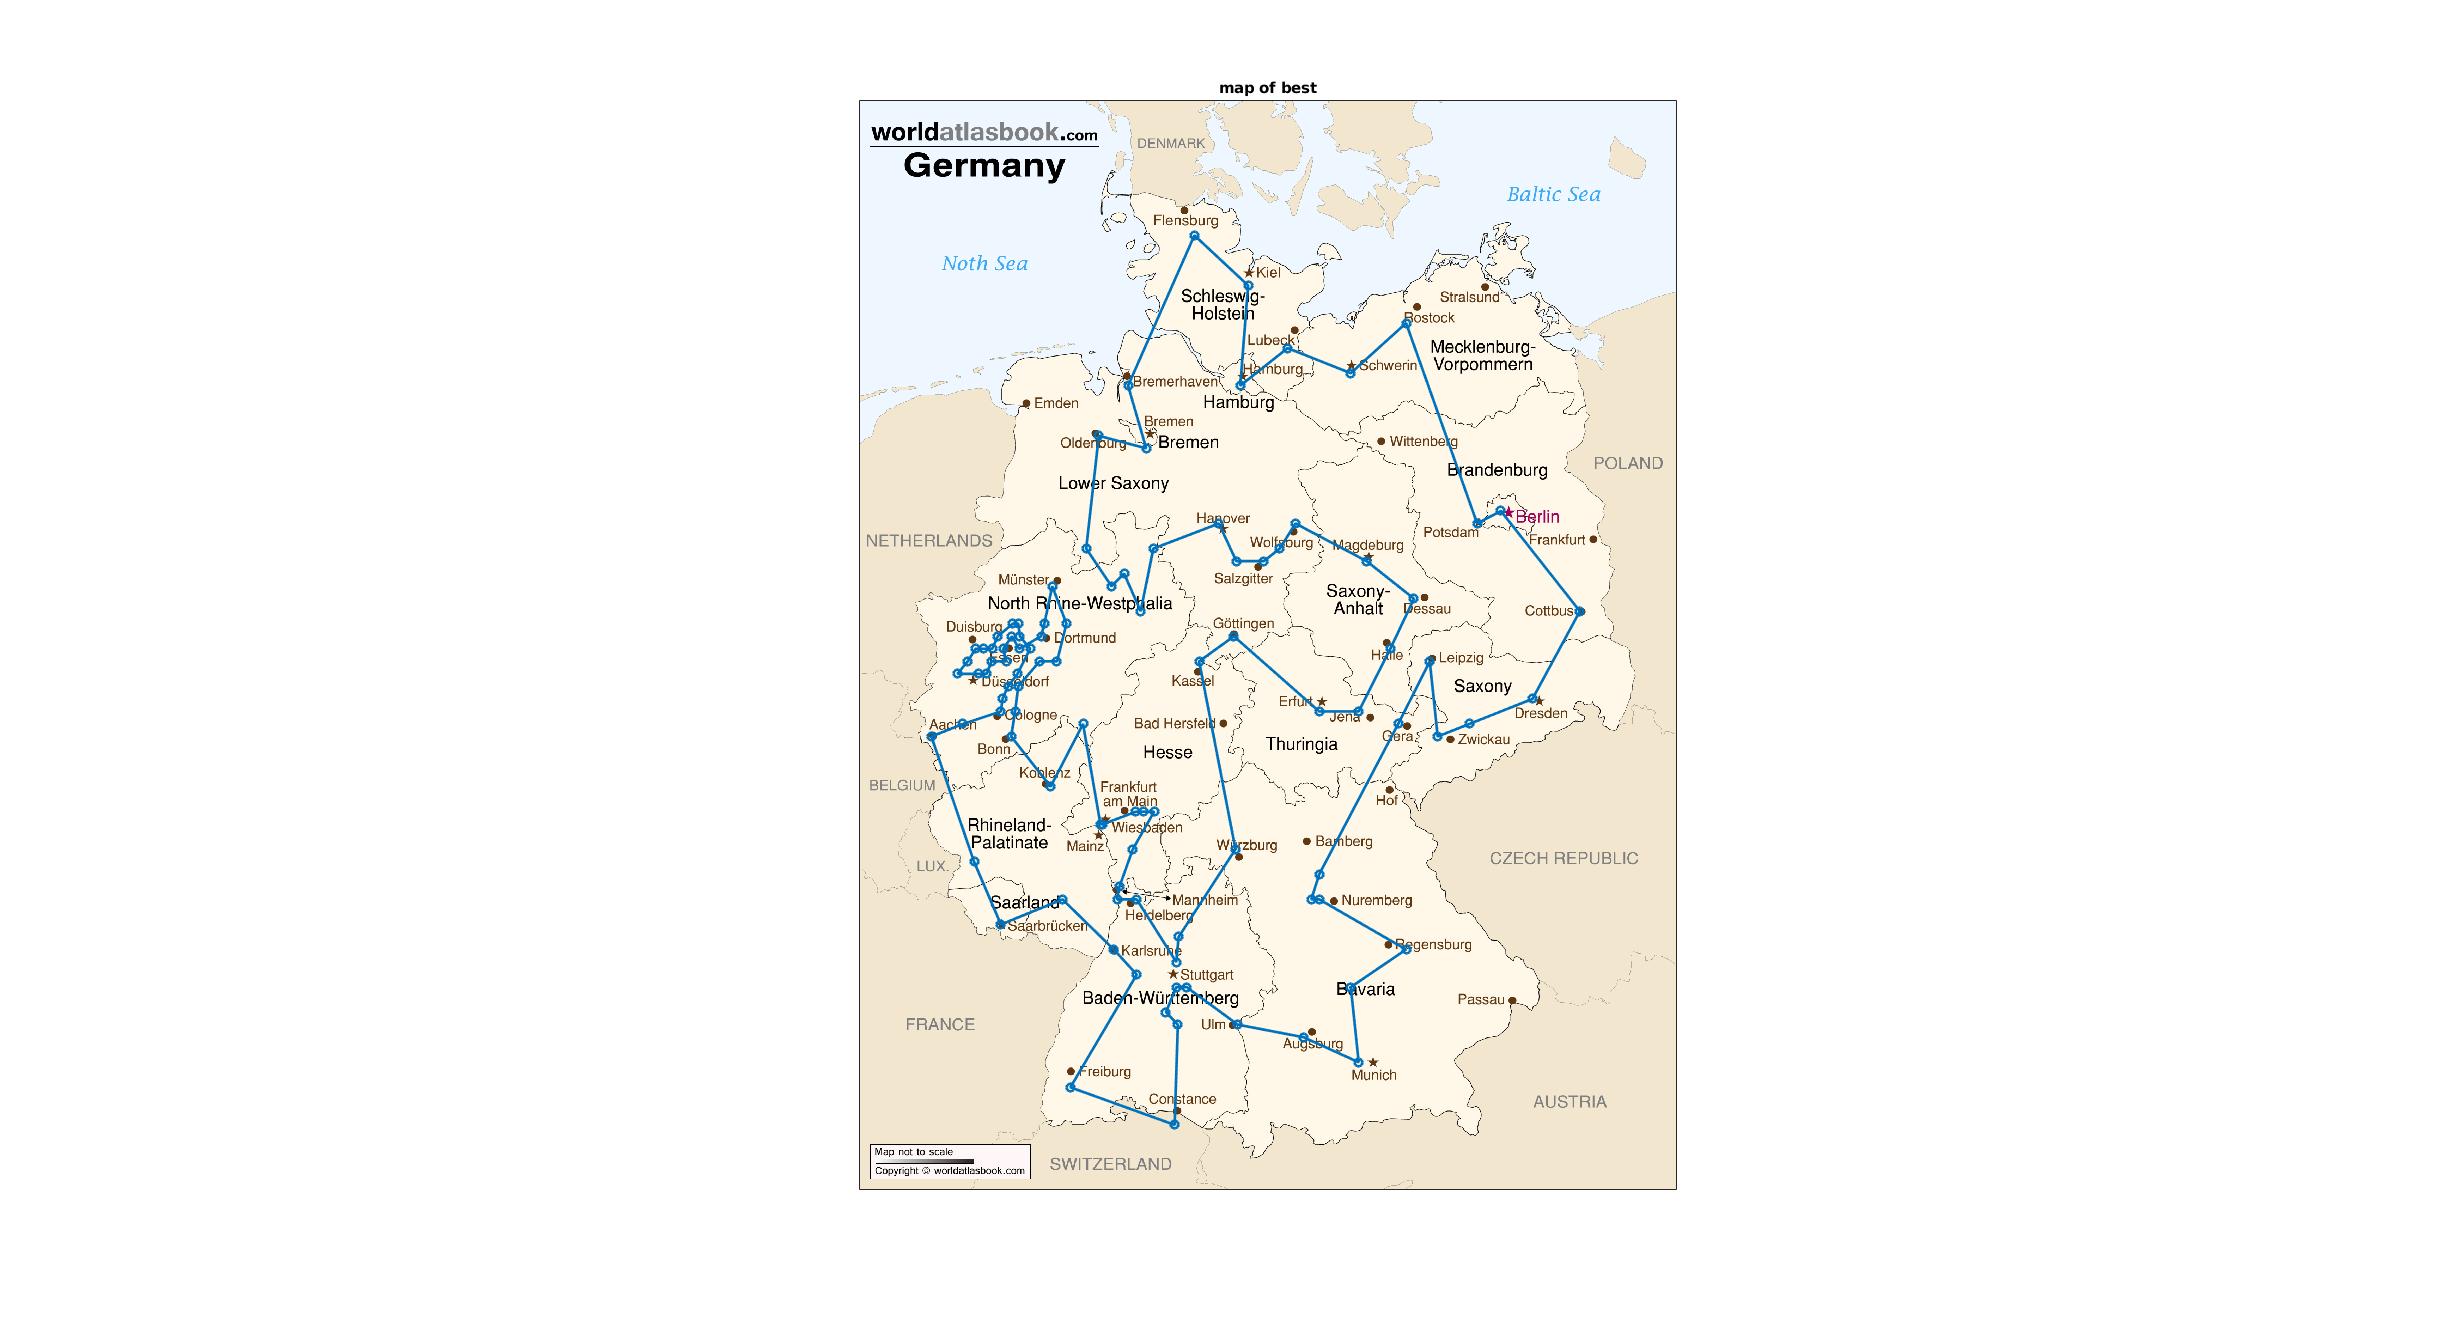 map of best
worldatlasbook.com
Germany
DENMARK
Baltic Sea
Flensburg
Noth Sea
Kiel
Schleswig-
Holstein
Stralsund
Rostock
Lubeck
Mecklenburg-
Vorpommern
Schwerin
Hamburg
Bremerhaven
Hamburg
Emden
Bremen
Oldenburg
Bremen
Wittenberg
POLAND
Brandenburg
Lower Saxony
Hanover
Berlin
Potsdam
NETHERLANDS
Wolfsburg
Magdeburg
Frankfurt
Münster
Salzgitter
North Rhine-Westphalia
Saxony-
Anhalt
Dessau
Cottbus
Duisburg
Göttingen
Dortmund
Essen
Halle
Leipzig
Düsseldorf
Kassel
Saxony
Erfurt
Dresden
Cologne
Jena
Aachen
Bad Hersfeld
Gera
Zwickau
Bonn
Hesse
Thuringia
Koblenz
BELGIUM
Frankfurt
am Main
Hof
Rhineland-
Palatinate
Wiesbaden
Mainz
Würzburg
Bamberg
CZECH REPUBLIC
LUX.
Saarland
Mannheim
Nuremberg
Heidelberg
Saarbrücken
Karlsruhe
Regensburg
Stuttgart
Bavaria
Baden-Württemberg
Passau
FRANCE
Ulm
Augsburg
Freiburg
Munich
Constance
AUSTRIA
Map not to scale
SWITZERLAND
Copyright © worldatlasbook.com